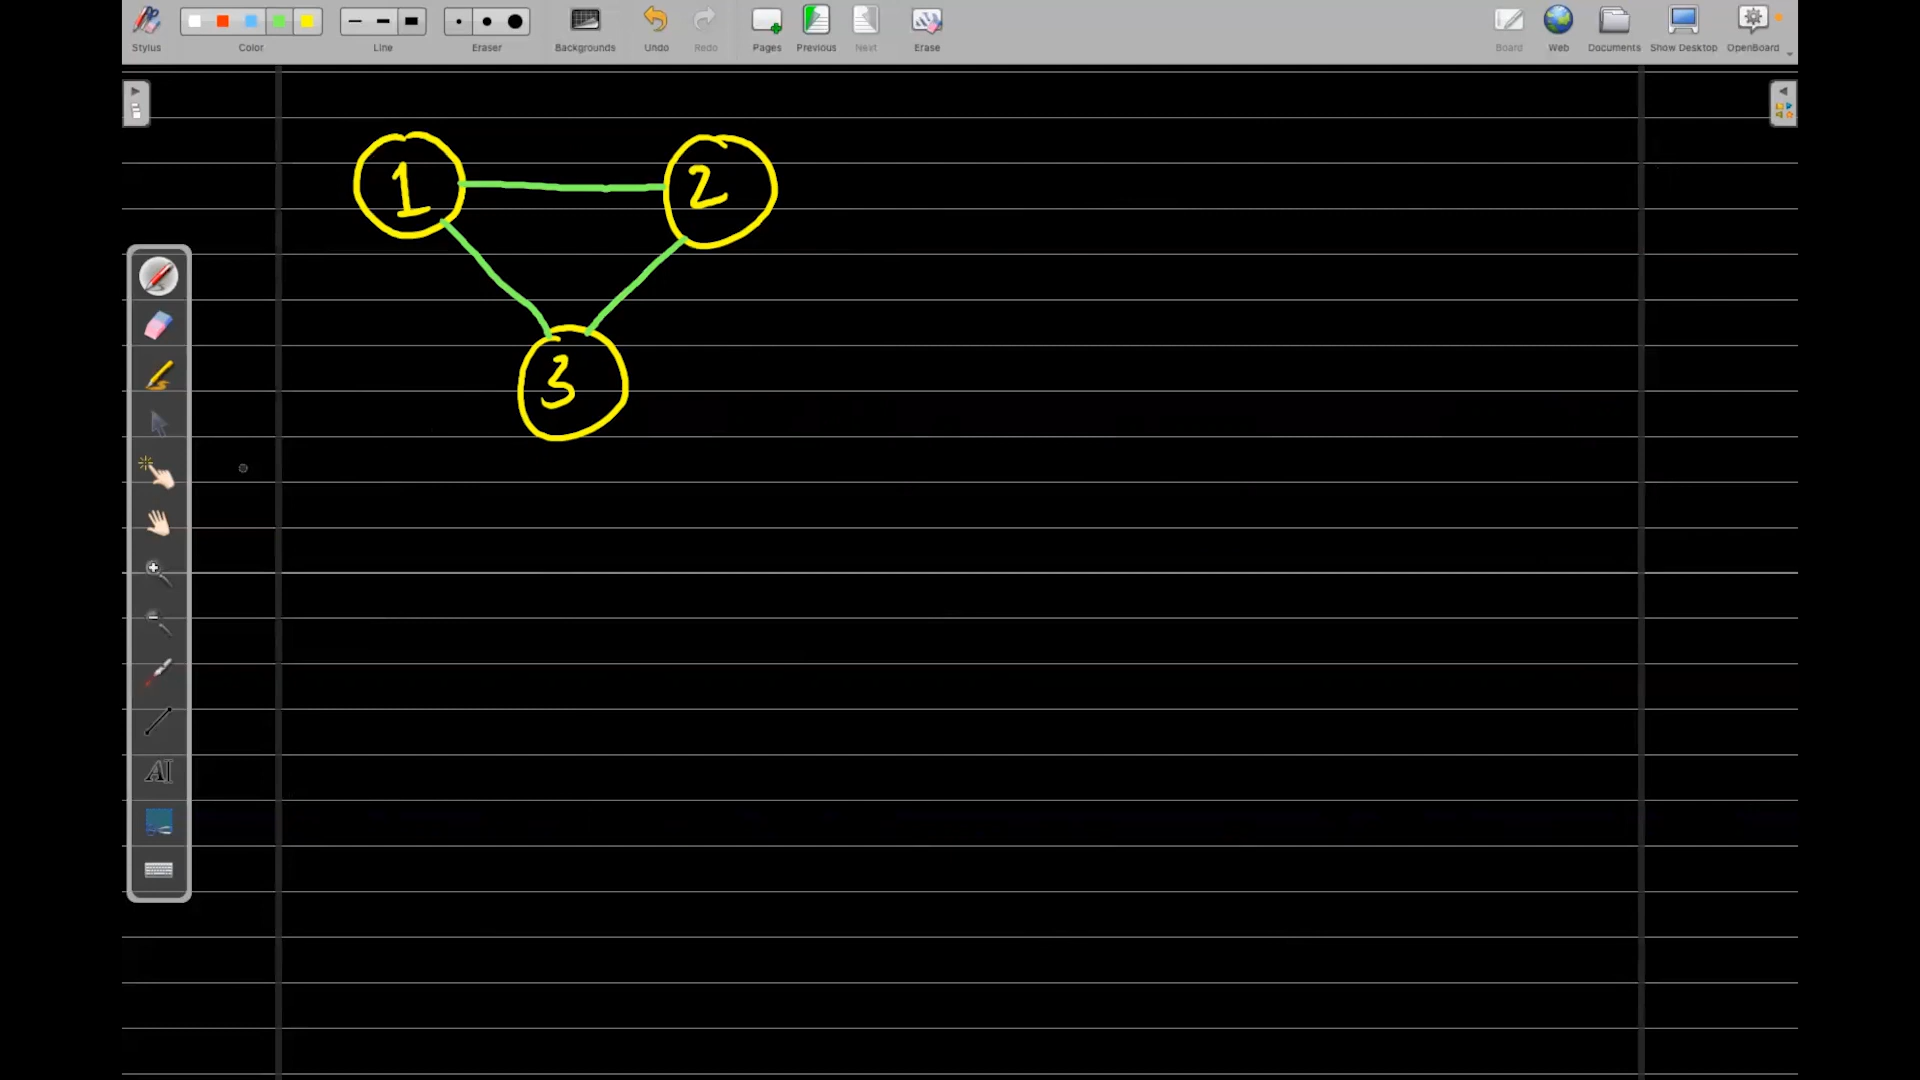 Stylus Color Line Eraser Backgrounds Undo Redo Pages Previous Next Erase Board Web Documents Show Desktop OpenBoard
1 2
3
AI